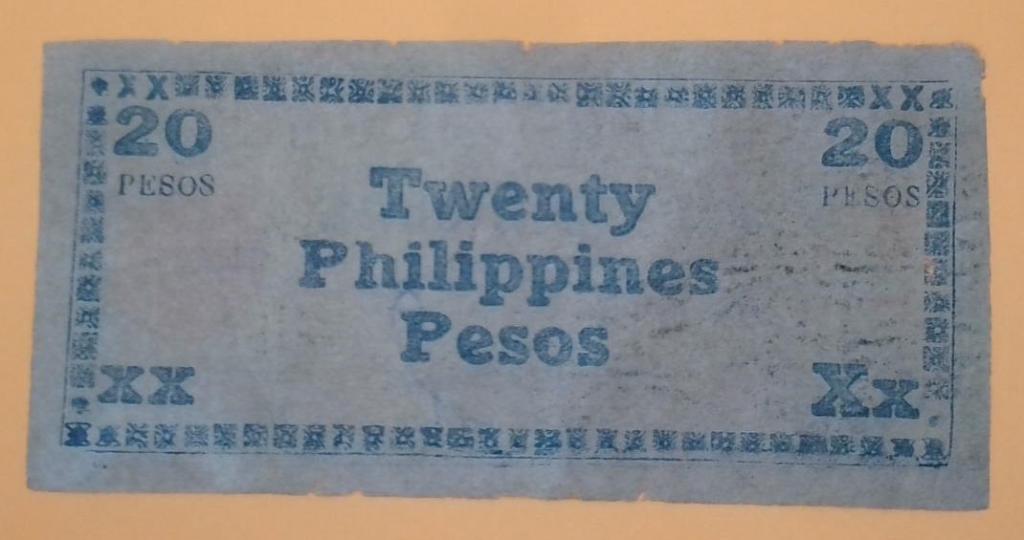 XX XX
20 20
PESOS PESOS
Twenty
Philippines
Pesos
XX Xx